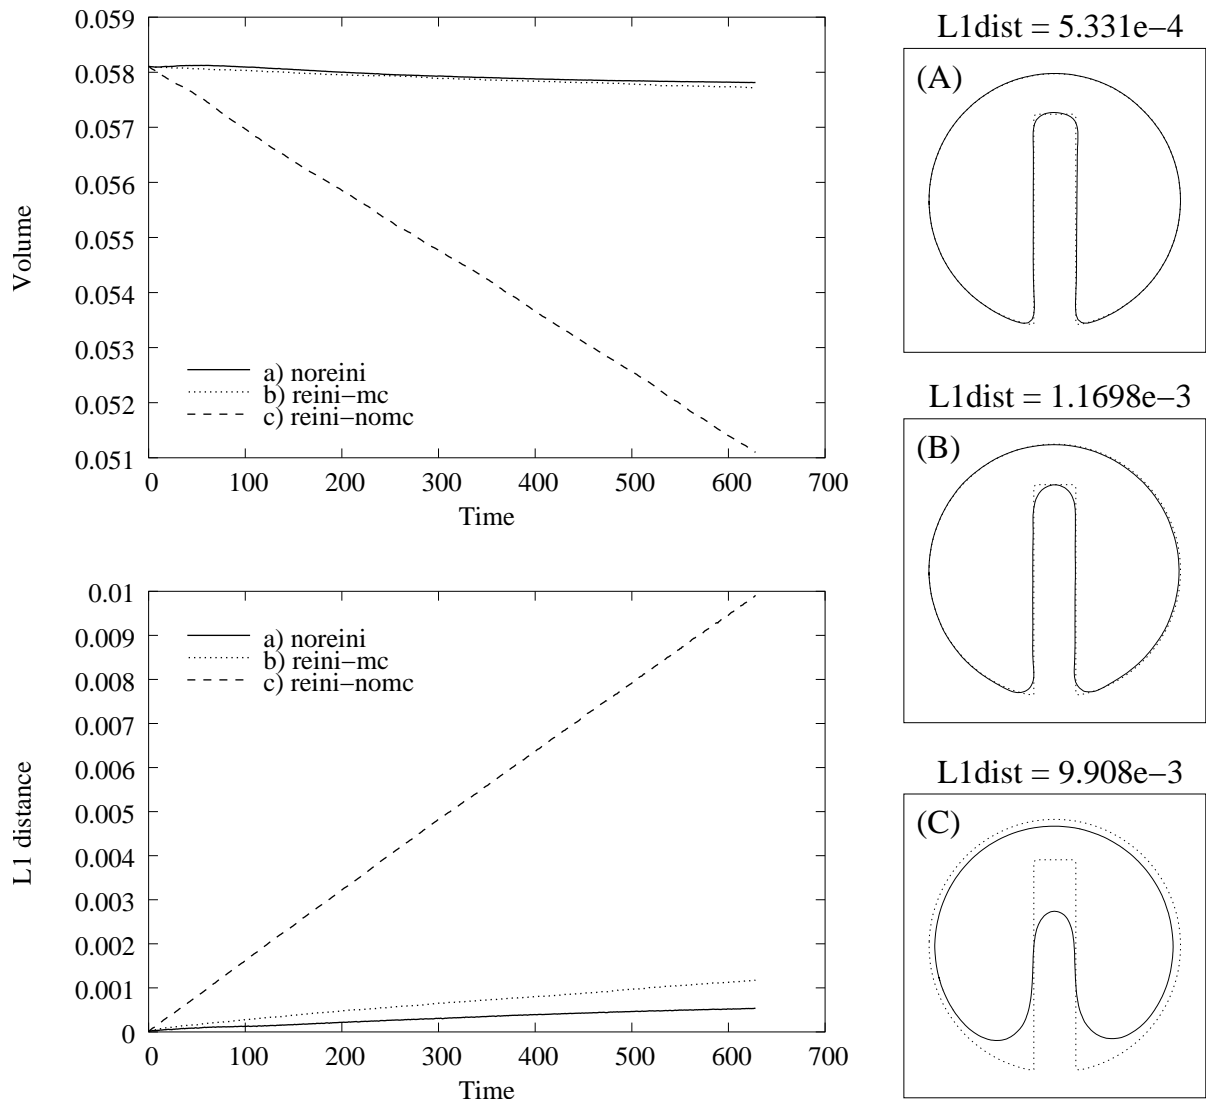 0.059
0.058
0.057
0.056
0.055
0.054
0.053
0.052
0.051
Volume
a) noreini
b) reini−mc
c) reini−nomc
0 100 200 300 400 500 600 700
Time
0.01
0.009
0.008
0.007
0.006
0.005
0.004
0.003
0.002
0.001
0
L1 distance
a) noreini
b) reini−mc
c) reini−nomc
0 100 200 300 400 500 600 700
Time
L1dist = 5.331e−4
(A)
L1dist = 1.1698e−3
(B)
L1dist = 9.908e−3
(C)